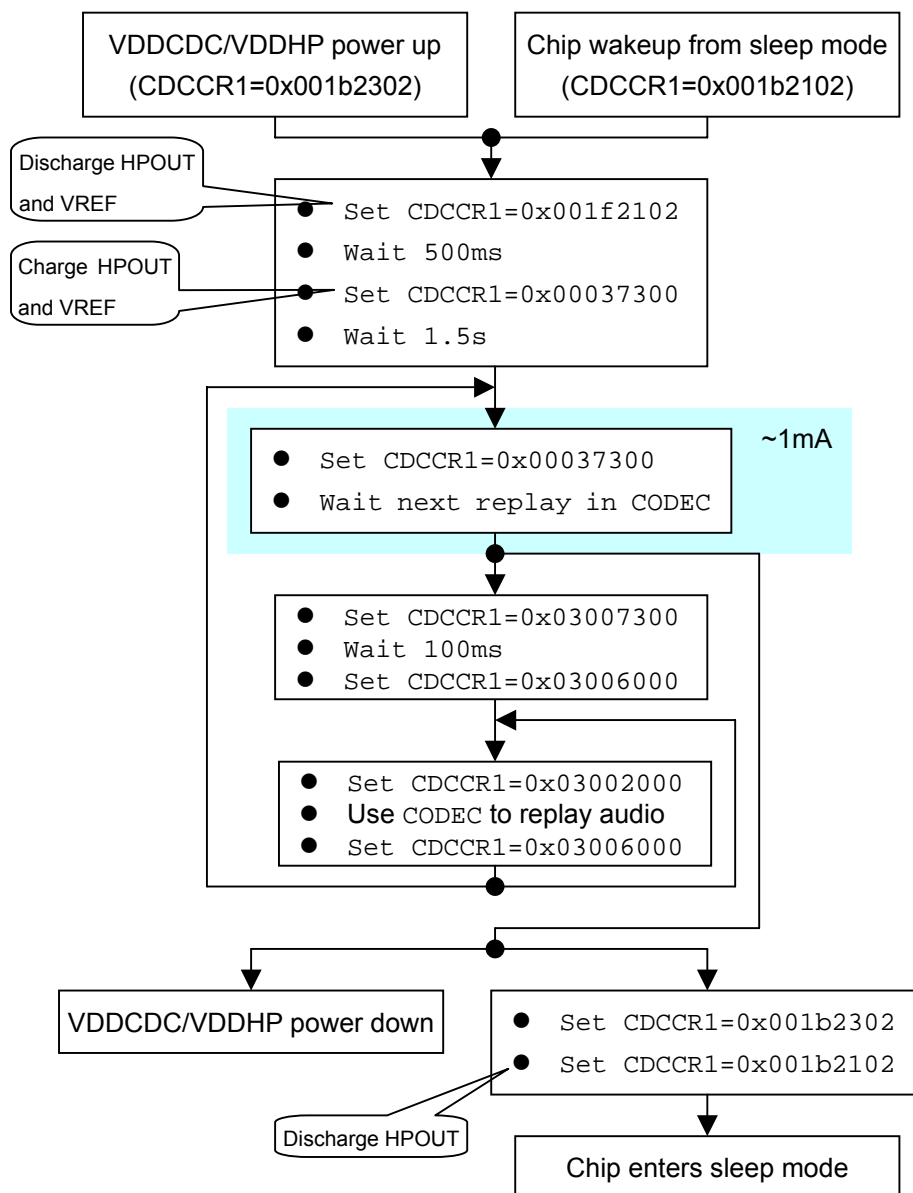 VDDCDC/VDDHP power up
(CDCCR1=0x001b2302)
Chip wakeup from sleep mode
(CDCCR1=0x001b2102)
Discharge HPOUT
and VREF
● Set CDCCR1=0x001f2102
● Wait 500ms
Charge HPOUT
and VREF
● Set CDCCR1=0x00037300
● Wait 1.5s
~1mA
● Set CDCCR1=0x00037300
● Wait next replay in CODEC
● Set CDCCR1=0x03007300
● Wait 100ms
● Set CDCCR1=0x03006000
● Set CDCCR1=0x03002000
● Use CODEC to replay audio
● Set CDCCR1=0x03006000
VDDCDC/VDDHP power down
● Set CDCCR1=0x001b2302
● Set CDCCR1=0x001b2102
Discharge HPOUT
Chip enters sleep mode